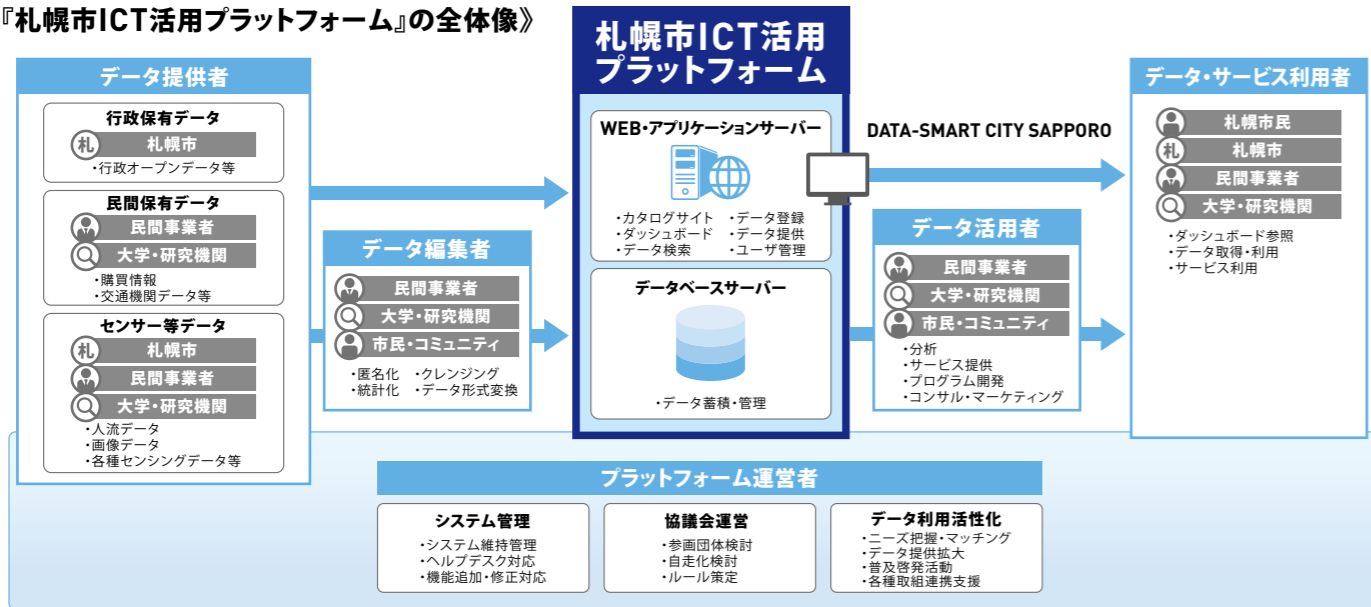 『札幌市ICT活用プラットフォーム』の全体像》
データ提供者
行政保有データ
札 札幌市
・行政オープンデータ等
民間保有データ
民間事業者
大学・研究機関
・購買情報
・交通機関データ等
センサー等データ
札 札幌市
民間事業者
大学・研究機関
・人流データ
・画像データ
・各種センシングデータ等
データ編集者
民間事業者
大学・研究機関
市民・コミュニティ
・匿名化 ・クレンジング
・統計化 ・データ形式変換
札幌市ICT活用
プラットフォーム
WEB・アプリケーションサーバー
・カタログサイト ・データ登録
・ダッシュボード ・データ提供
・データ検索 ・ユーザ管理
データベースサーバー
・データ蓄積・管理
DATA-SMART CITY SAPPORO
データ活用者
民間事業者
大学・研究機関
市民・コミュニティ
・分析
・サービス提供
・プログラム開発
・コンサル・マーケティング
データ・サービス利用者
札幌市民
札 札幌市
民間事業者
大学・研究機関
・ダッシュボード参照
・データ取得・利用
・サービス利用
プラットフォーム運営者
システム管理
・システム維持管理
・ヘルプデスク対応
・機能追加・修正対応
協議会運営
・参画団体検討
・自走化検討
・ルール策定
データ利用活性化
・ニーズ把握・マッチング
・データ提供拡大
・普及啓発活動
・各種取組連携支援